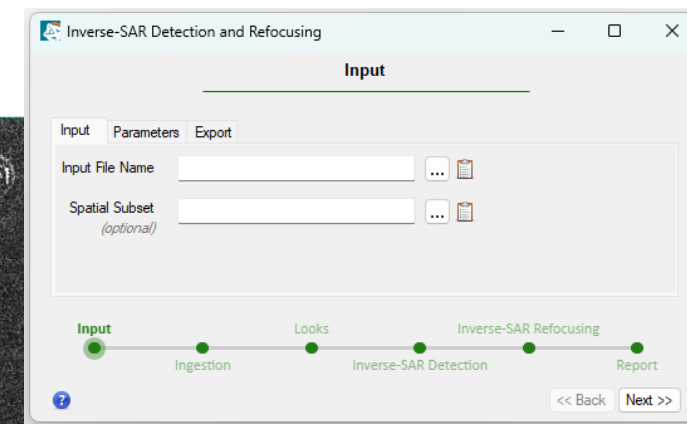 Inverse-SAR Detection and Refocusing
Input
Input Parameters Export
Input File Name ...
Spatial Subset ...
(optional)
Input Looks Inverse-SAR Refocusing
Ingestion Inverse-SAR Detection Report
? << Back Next >>